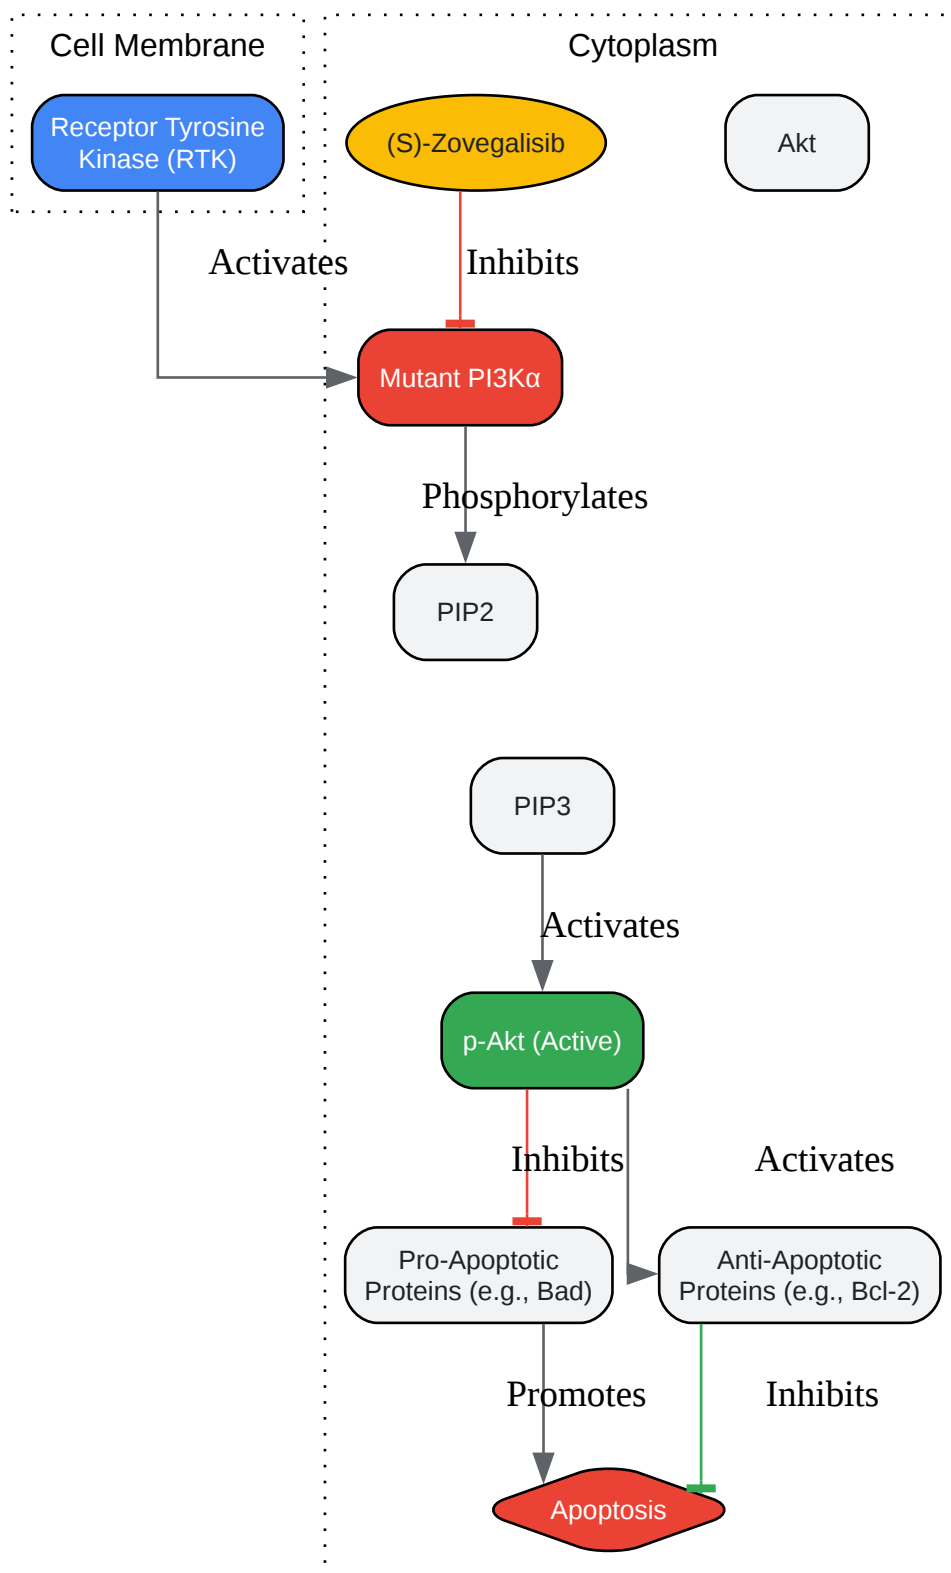 Cell Membrane
Cytoplasm
Receptor Tyrosine
Kinase (RTK)
(S)-Zovegalisib
Akt
Activates
Inhibits
Mutant PI3Kα
Phosphorylates
PIP2
PIP3
Activates
p-Akt (Active)
Inhibits
Activates
Pro-Apoptotic
Proteins (e.g., Bad)
Anti-Apoptotic
Proteins (e.g., Bcl-2)
Promotes
Inhibits
Apoptosis